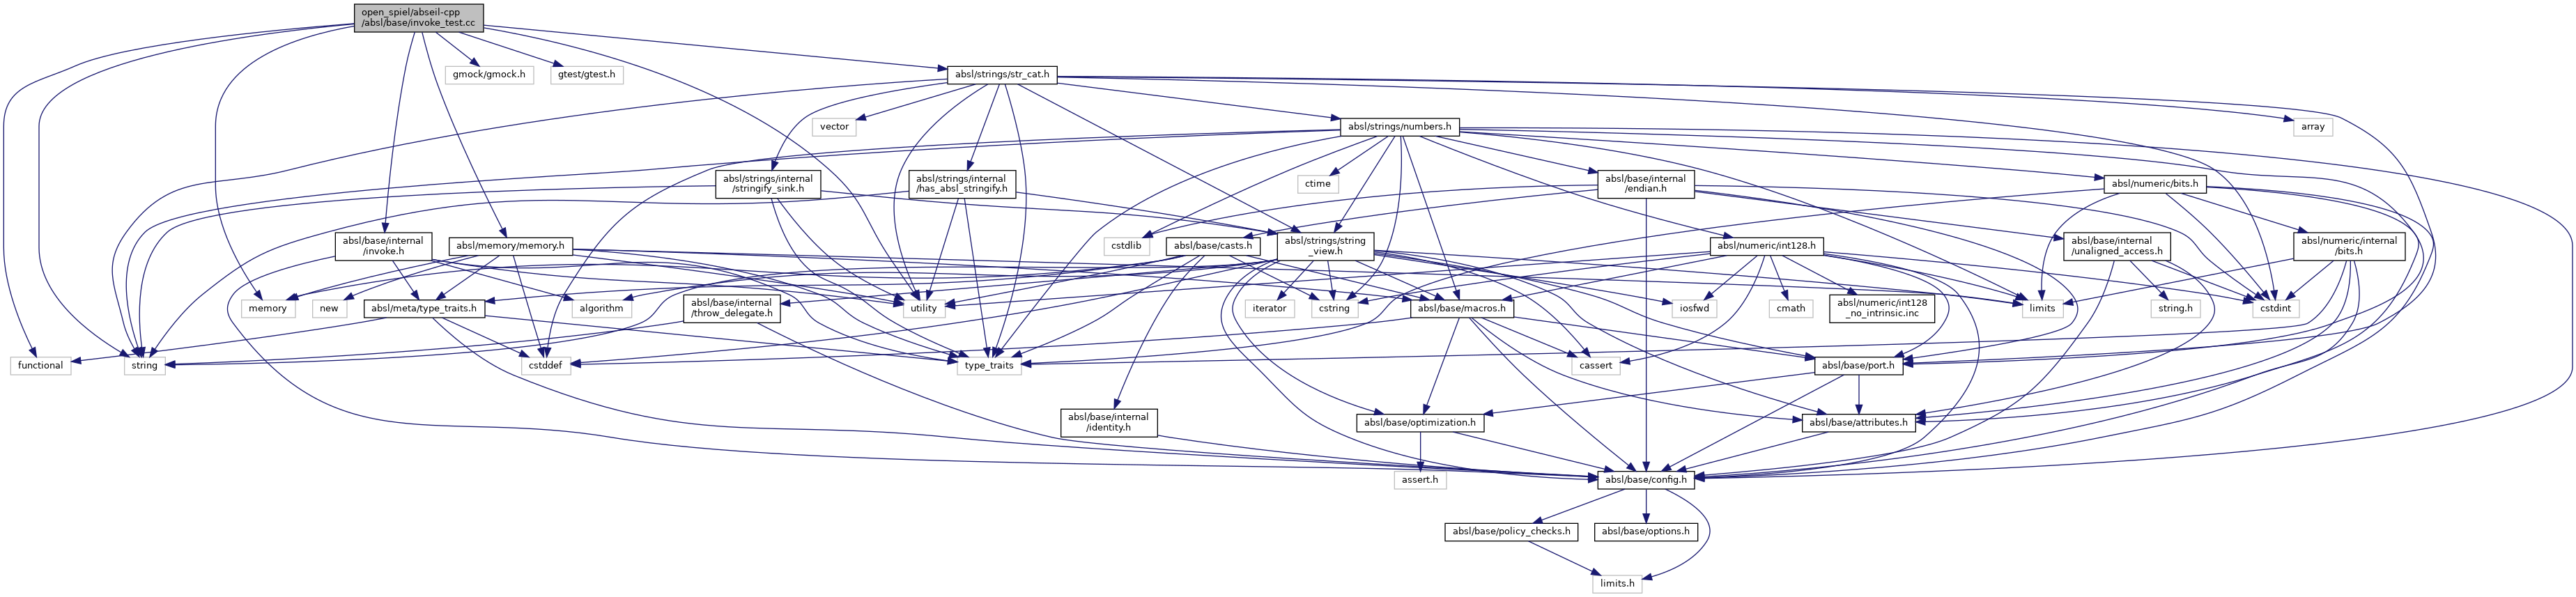 open_spiel/abseil-cpp
/absl/base/invoke_test.cc
gmock/gmock.h
gtest/gtest.h
absl/strings/str_cat.h
vector
absl/strings/numbers.h
array
absl/strings/internal
/stringify_sink.h
absl/strings/internal
/has_absl_stringify.h
ctime
absl/base/internal
/endian.h
absl/numeric/bits.h
absl/base/internal
/invoke.h
absl/memory/memory.h
cstdlib
absl/base/casts.h
absl/strings/string
_view.h
absl/numeric/int128.h
absl/base/internal
/unaligned_access.h
absl/numeric/internal
/bits.h
memory
new
absl/meta/type_traits.h
algorithm
absl/base/internal
/throw_delegate.h
utility
iterator
cstring
absl/base/macros.h
iosfwd
cmath
absl/numeric/int128
_no_intrinsic.inc
limits
string.h
cstdint
functional
string
cstddef
type_traits
cassert
absl/base/port.h
absl/base/internal
/identity.h
absl/base/optimization.h
absl/base/attributes.h
assert.h
absl/base/config.h
absl/base/policy_checks.h
absl/base/options.h
limits.h